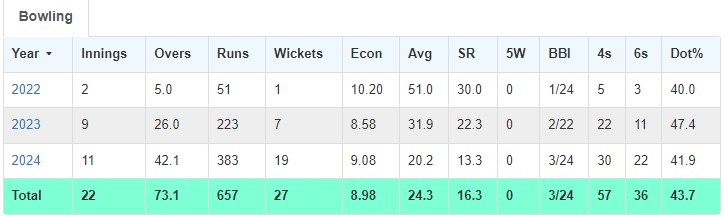 Bowling
Year Innings Overs Runs Wickets Econ Avg SR 5W BBI 4s 6s Dot%
2022 2 5.0 51 1 10.20 51.0 30.0 0 1/24 5 3 40.0
2023 9 26.0 223 7 8.58 31.9 22.3 0 2/22 22 11 47.4
2024 11 42.1 383 19 9.08 20.2 13.3 0 3/24 30 22 41.9
Total 22 73.1 657 27 8.98 24.3 16.3 0 3/24 57 36 43.7